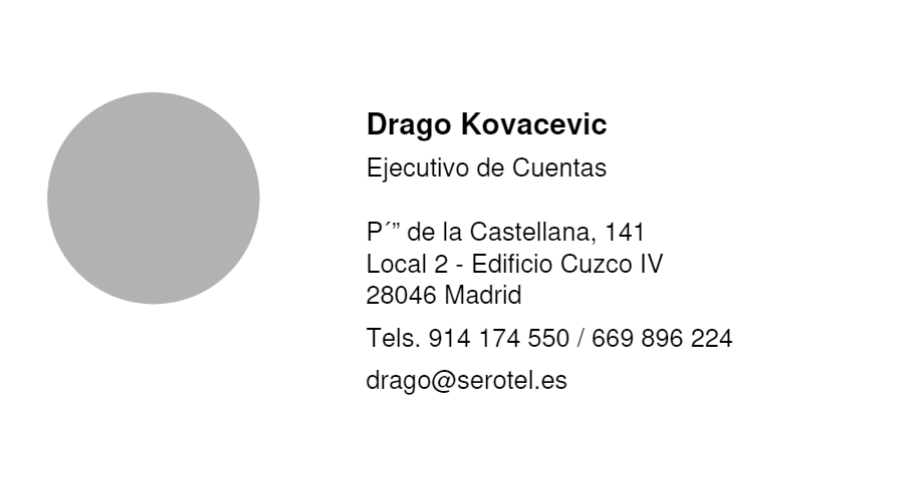 Drago Kovacevic
Ejecutivo de Cuentas
P´” de la Castellana, 141
Local 2 - Edificio Cuzco IV
28046 Madrid
Tels. 914 174 550 / 669 896 224
drago@serotel.es